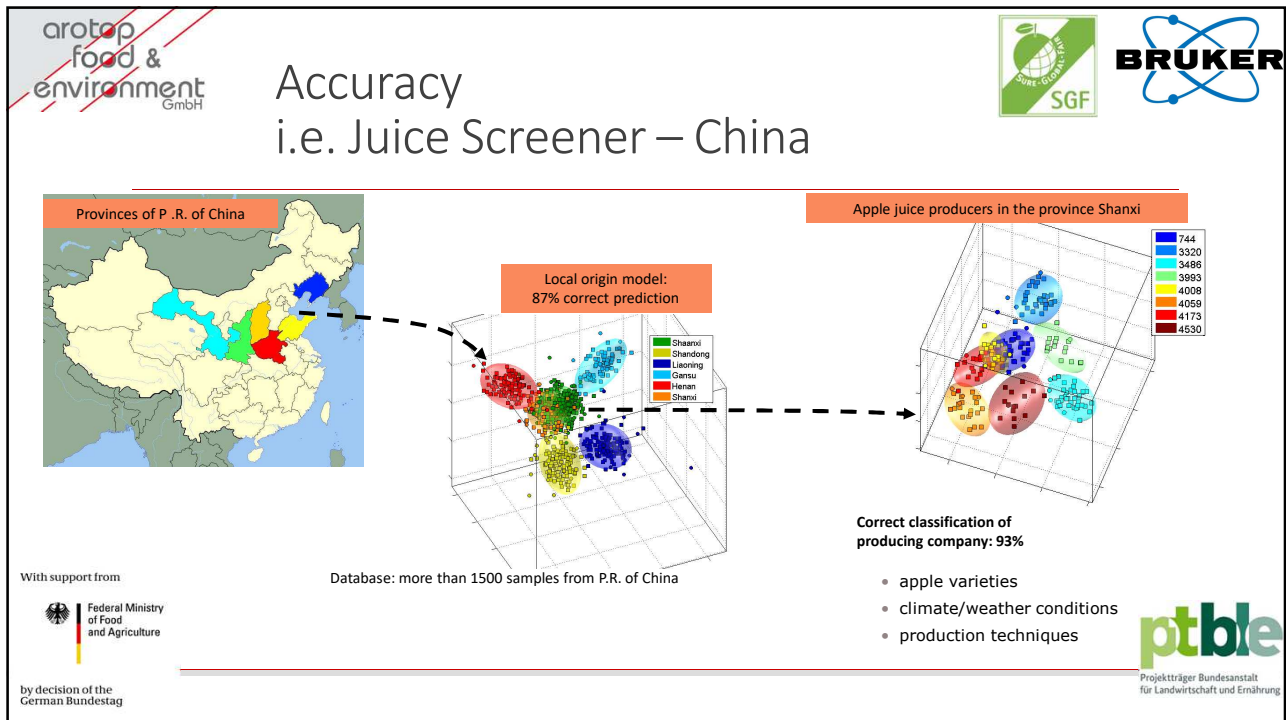 arotop
food &
environment
GmbH
Accuracy
i.e. Juice Screener – China
SURE-GLOBAL-FAIR
SGF
BRUKER
Provinces of P .R. of China
Local origin model:
87% correct prediction
Shaanxi
Shandong
Liaoning
Gansu
Henan
Shanxi
Database: more than 1500 samples from P.R. of China
Apple juice producers in the province Shanxi
744
3320
3486
3993
4008
4059
4173
4530
Correct classification of
producing company: 93%
• apple varieties
• climate/weather conditions
• production techniques
With support from
Federal Ministry
of Food
and Agriculture
by decision of the
German Bundestag
ptble
Projektträger Bundesanstalt
für Landwirtschaft und Ernährung